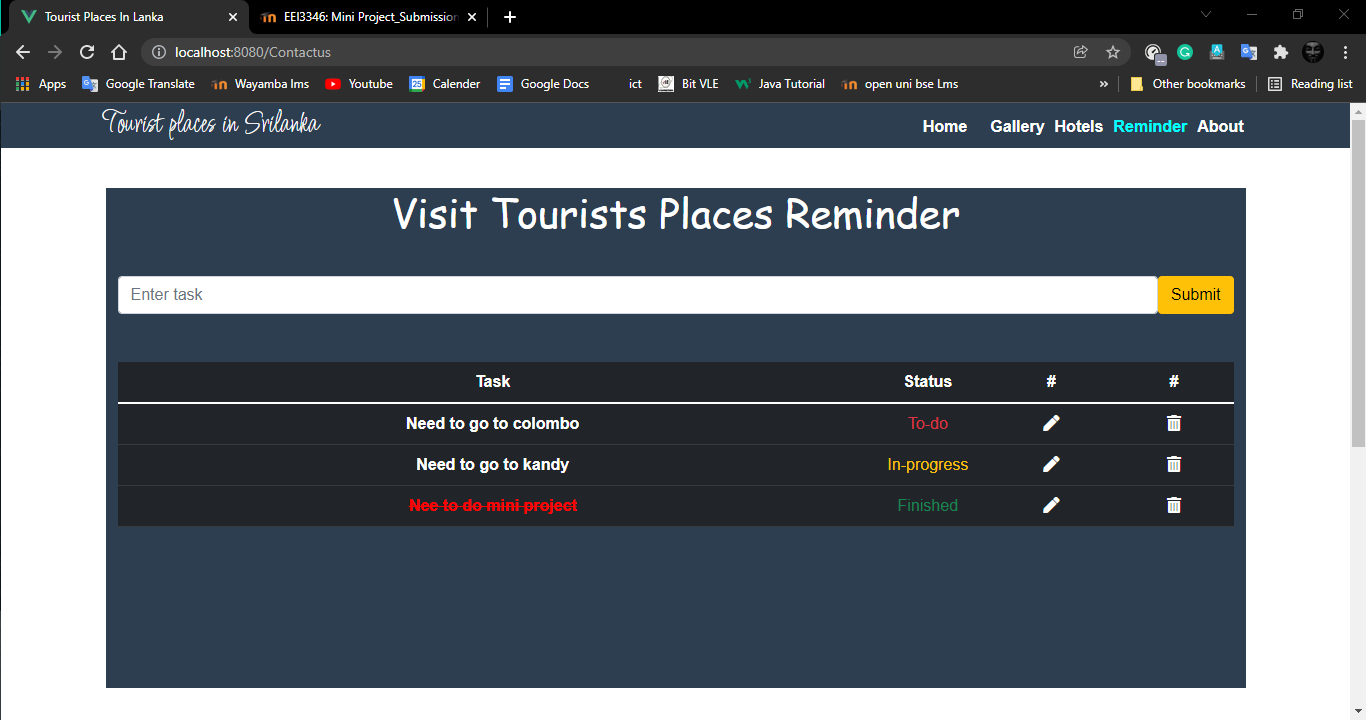 Tourist Places In Lanka
EEI3346: Mini Project_Submission
localhost:8080/Contactus
Apps Google Translate Wayamba lms Youtube Calender Google Docs ict Bit VLE Java Tutorial open uni bse Lms » Other bookmarks Reading list
Tourist places in Srilanka
Home Gallery Hotels Reminder About
Visit Tourists Places Reminder
Enter task Submit
Task Status # #
Need to go to colombo To-do
Need to go to kandy In-progress
Nee to do mini project Finished